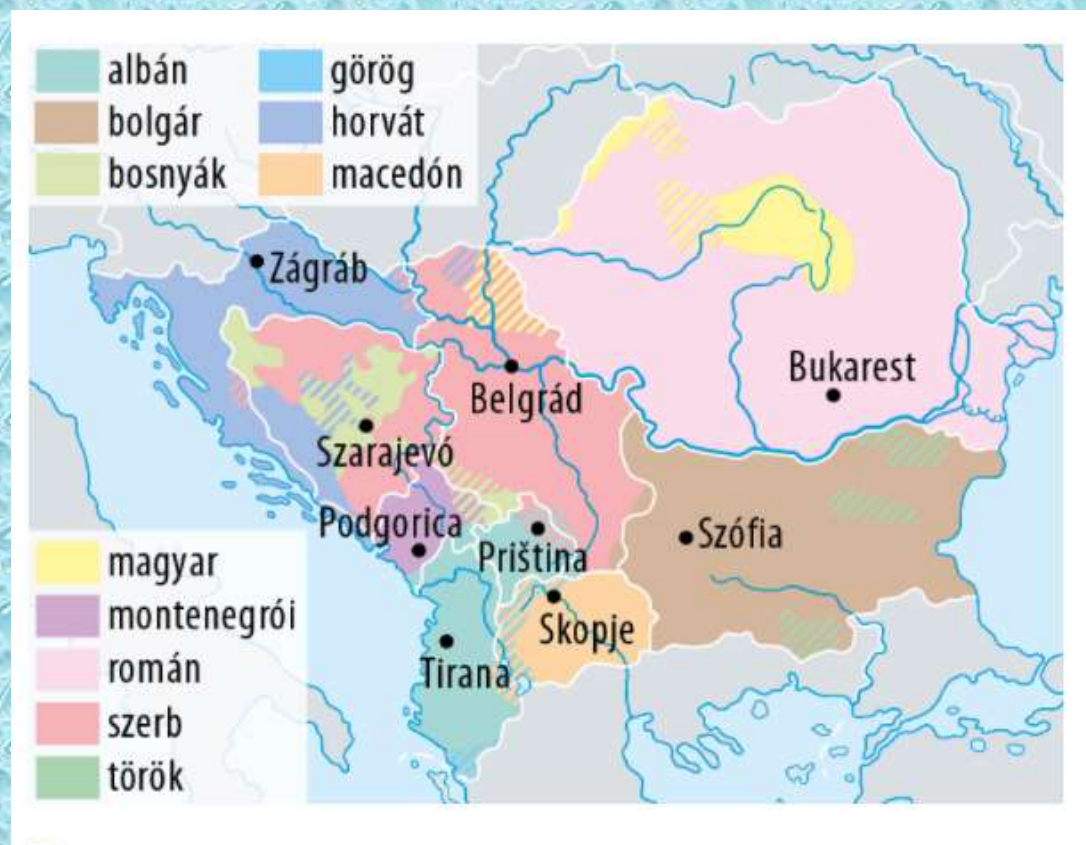 albán
bolgár
bosnyák
görög
horvát
macedón
Zágráb
Bukarest
Belgrád
Szarajevó
Podgorica
Priština
Szófia
Skopje
Tirana
magyar
montenegrói
román
szerb
török